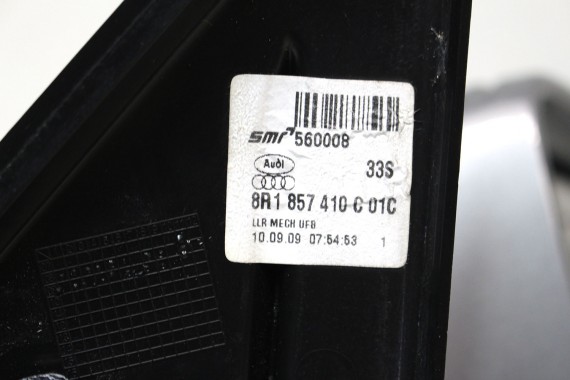 smr 560008
Audi
33S
8R1 857 410 C 01C
LLR MECH UFB
10.09.09 07:54:53 1